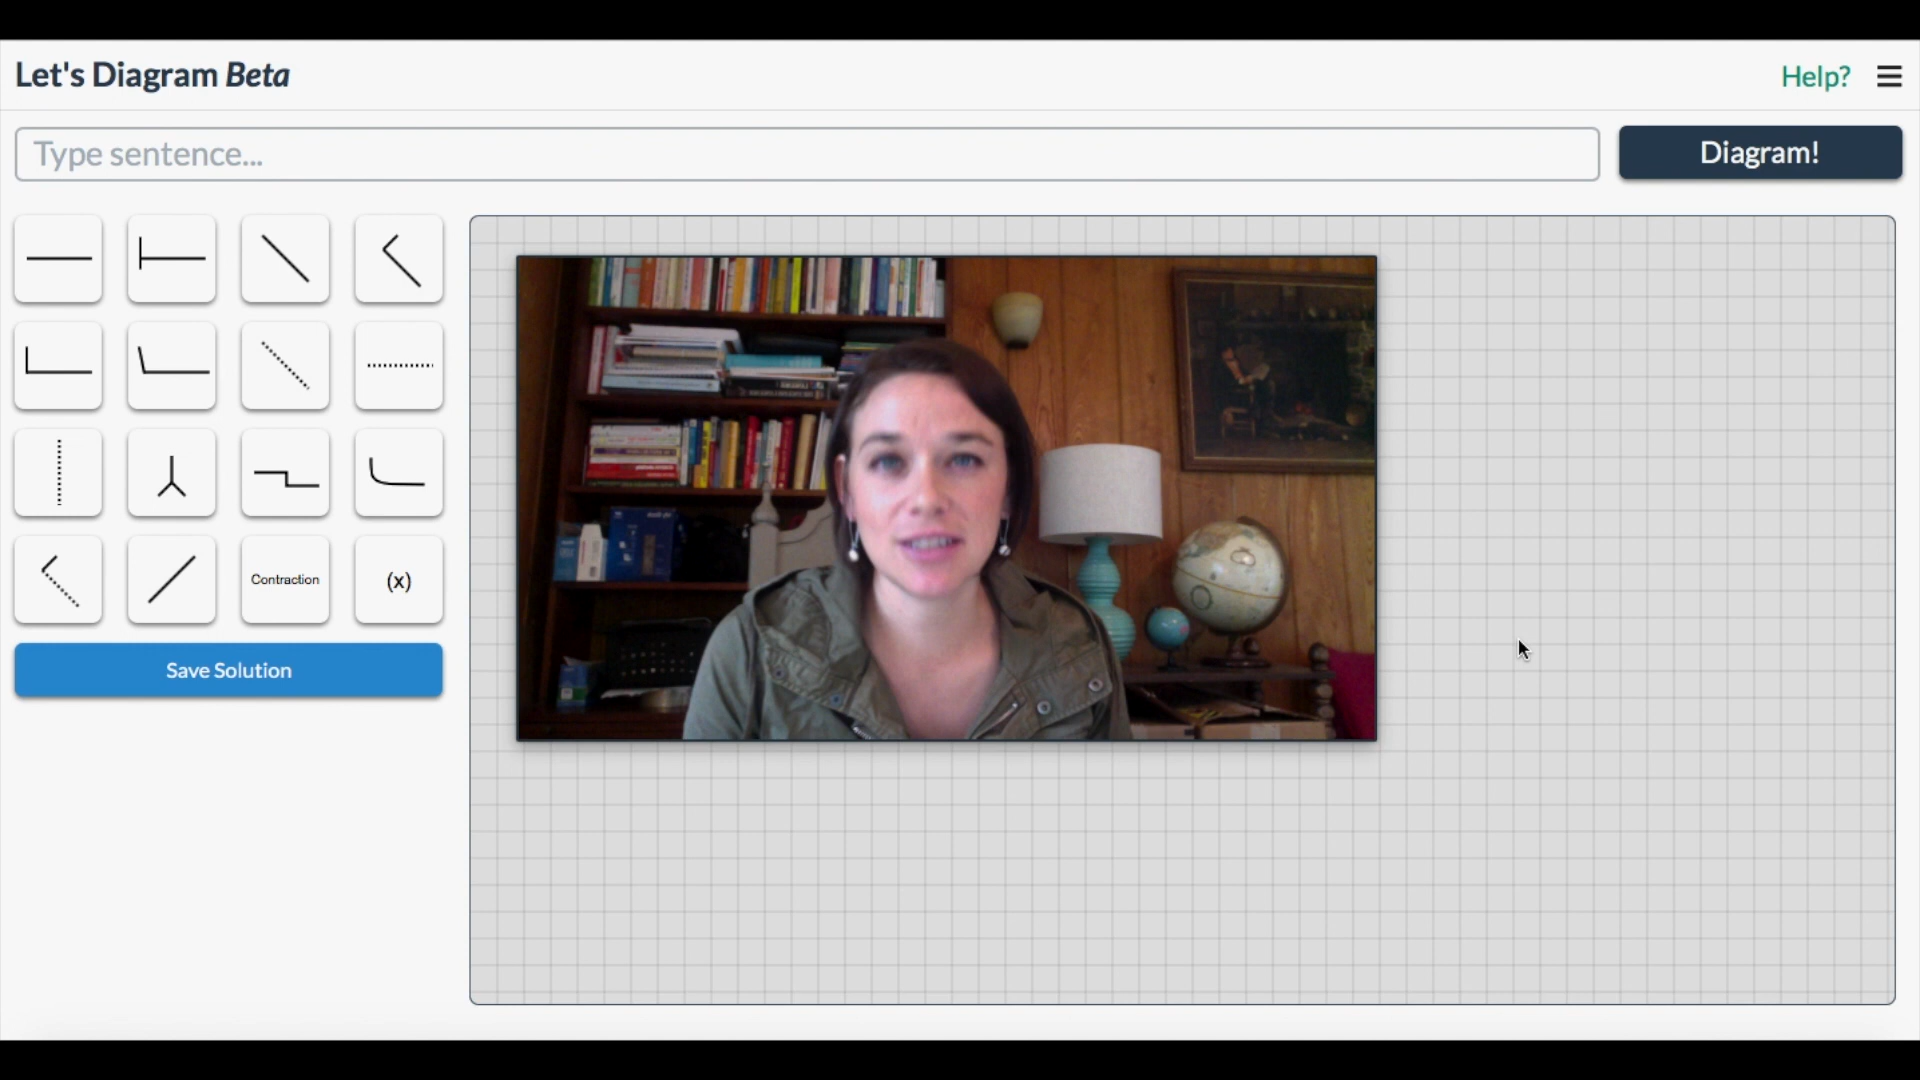 Let's Diagram Beta
Help?
Type sentence...
Diagram!
Contraction
(x)
Save Solution